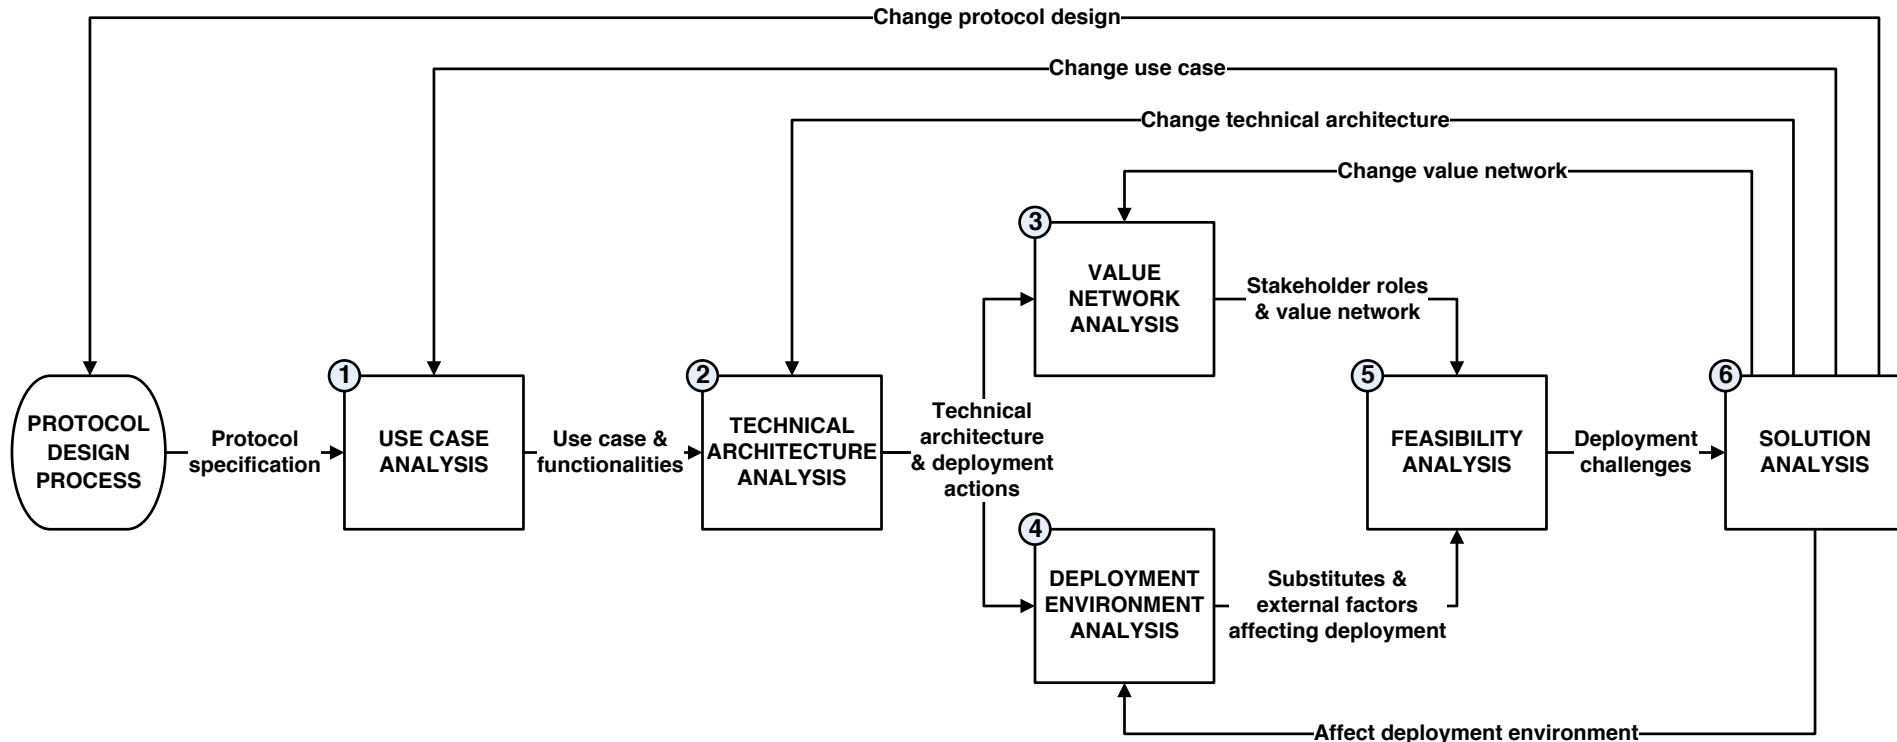 Change protocol design
Change use case
Change technical architecture
Change value network
3
VALUE
NETWORK
ANALYSIS
Stakeholder roles
& value network
PROTOCOL
DESIGN
PROCESS
Protocol
specification
1
USE CASE
ANALYSIS
Use case &
functionalities
2
TECHNICAL
ARCHITECTURE
ANALYSIS
Technical
architecture
& deployment
actions
4
DEPLOYMENT
ENVIRONMENT
ANALYSIS
Substitutes &
external factors
affecting deployment
5
FEASIBILITY
ANALYSIS
Deployment
challenges
6
SOLUTION
ANALYSIS
Affect deployment environment